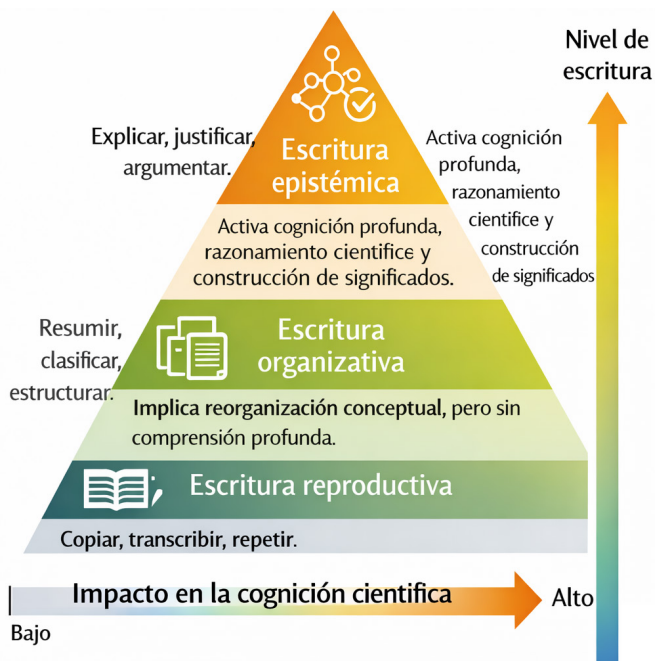 Nivel de
escritura
Explicar, justificar,
argumentar.
Escritura
epistémica
Activa cognición
profunda,
razonamiento
cientifice y
construcción
de significados
Activa cognición profunda,
razonamiento cientifice y
construcción de significados.
Resumir,
clasificar,
estructurar.
Escritura
organizativa
Implica reorganización conceptual, pero sin
comprensión profunda.
Escritura reproductiva
Copiar, transcribir, repetir.
Impacto en la cognición cientifica
Alto
Bajo